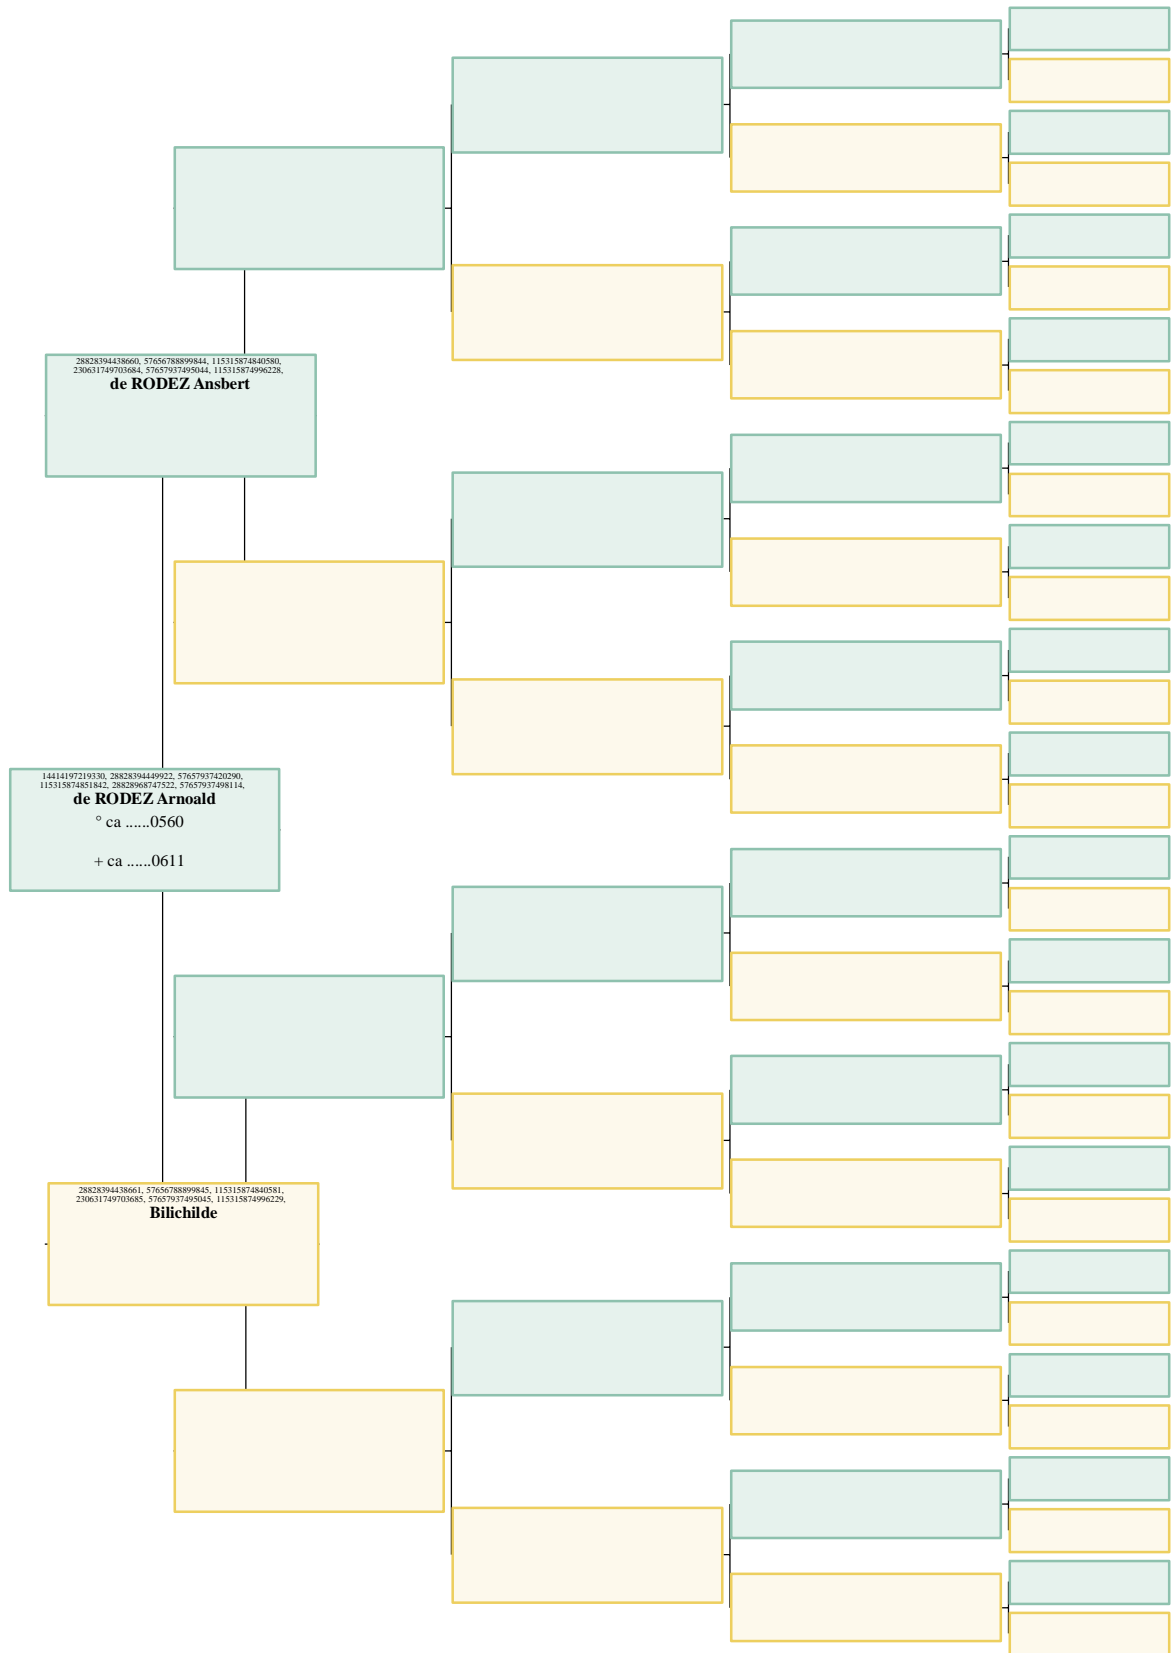 28828394438660, 57656788899844, 115315874840580,
230631749703684, 57657937495044, 115315874996228,
de RODEZ Ansbert
14414197219330, 28828394449922, 57657937420290,
115315874851842, 28828968747522, 57657937498114,
de RODEZ Arnoald
° ca ......0560
+ ca ......0611
28828394438661, 57656788899845, 115315874840581,
230631749703685, 57657937495045, 115315874996229,
Bilichilde